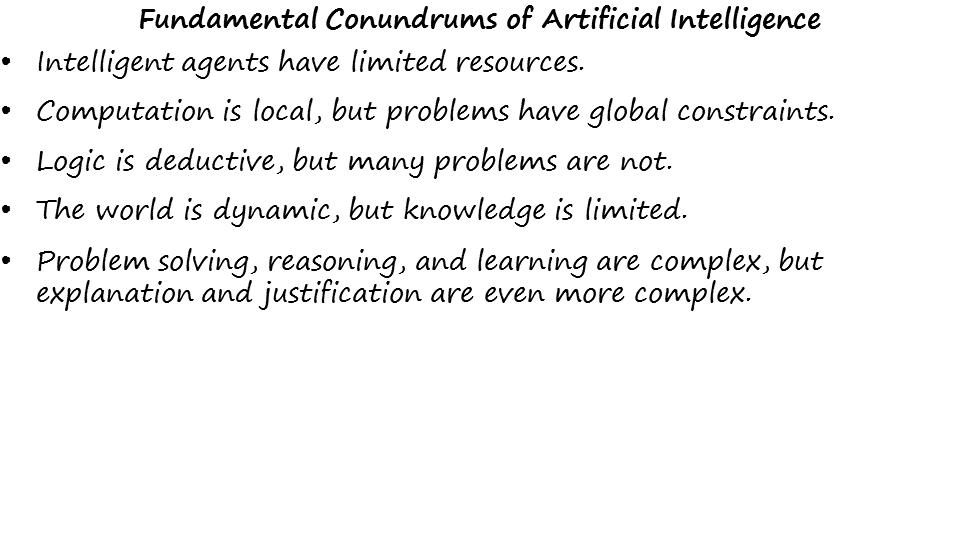 Fundamental Conundrums of Artificial Intelligence
• Intelligent agents have limited resources.
• Computation is local, but problems have global constraints.
• Logic is deductive, but many problems are not.
• The world is dynamic, but knowledge is limited.
• Problem solving, reasoning, and learning are complex, but
explanation and justification are even more complex.